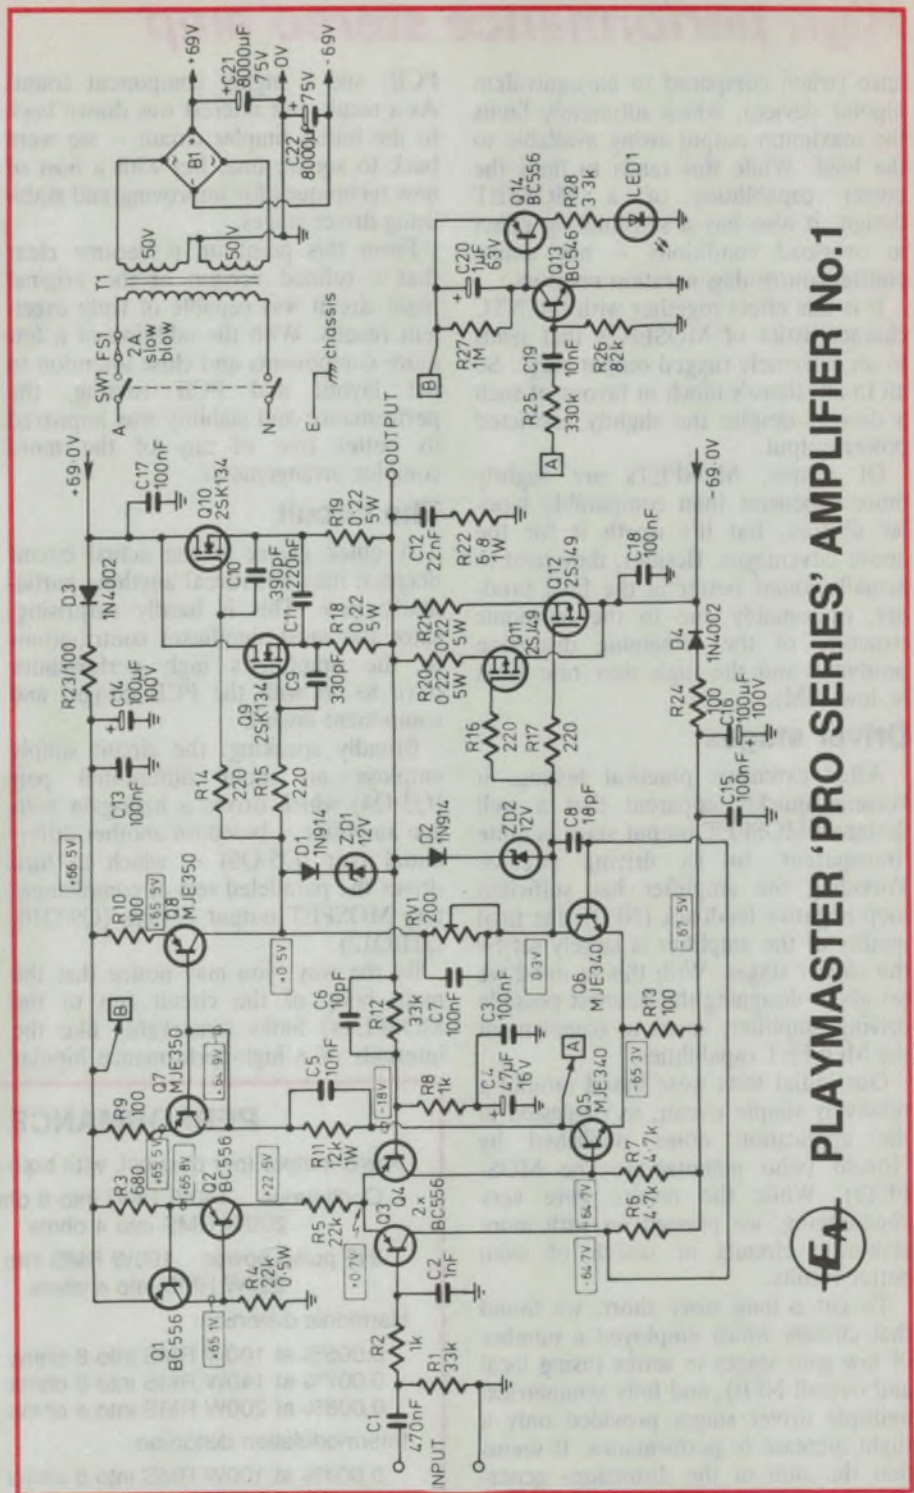 Q1
BC556
+65·1V
R3
680
+65·8V
Q2
BC556
R4
22k
0·5W
+22·6V
R5
22k
+0·7V
INPUT
C1
470nF
R1
33k
R2
1k
C2
1nF
Q3
Q4
2x
BC556
-64·7V
-64·7V
R6
4·7k
R7
4·7k
B
R9
100
+65·5V
Q7
MJE350
+64·9V
R11
22k
1W
C5
10nF
-18V
R8
1k
C4
47µF
16V
C3
100nF
C6
10pF
R12
33k
C7
100nF
A
Q5
MJE340
-65·3V
R13
100
Q6
MJE340
+66·5V
R10
100
+65·5V
Q8
MJE350
+0·5V
RV1
200
0·3V
C8
18pF
-67·5V
C13
100nF
C14
100µF
100V
R23/100
D3
1N4002
+69·0V
C17
100nF
R14
220
R15
220
D1
1N914
ZD1
12V
D2
1N914
ZD2
12V
Q9
2SK134
Q10
2SK134
C9
330pF
C10
390pF
C11
220nF
R18
0·22
5W
R19
0·22
5W
R20
0·22
5W
R21
0·22
5W
R16
220
R17
220
Q11
2SJ49
Q12
2SJ49
C12
22nF
R22
6·8
1W
OUTPUT
C15
100nF
C16
100µF
100V
R24
100
D4
1N4002
C18
100nF
-69·0V
A
N
E
SW1
FS1
2A
slow
blow
chassis
T1
50V
50V
B1
+69V
C21
8000µF
75V
0V
C22
8000µF
75V
-69V
B
R27
1M
C20
1µF
63V
A
R25
330k
C19
10nF
R26
82k
Q13
BC546
Q14
BC556
R28
3·3k
LED1
EA
PLAYMASTER 'PRO SERIES' AMPLIFIER No.1